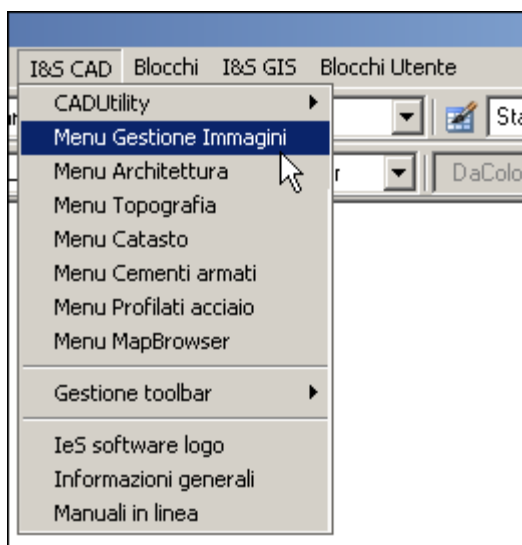 I&S CAD Blocchi I&S GIS Blocchi Utente
CADUtility
Menu Gestione Immagini
Menu Architettura
Menu Topografia
DaColo
Menu Catasto
Menu Cementi armati
Menu Profilati acciaio
Menu MapBrowser
Gestione toolbar
IeS software logo
Informazioni generali
Manuali in linea